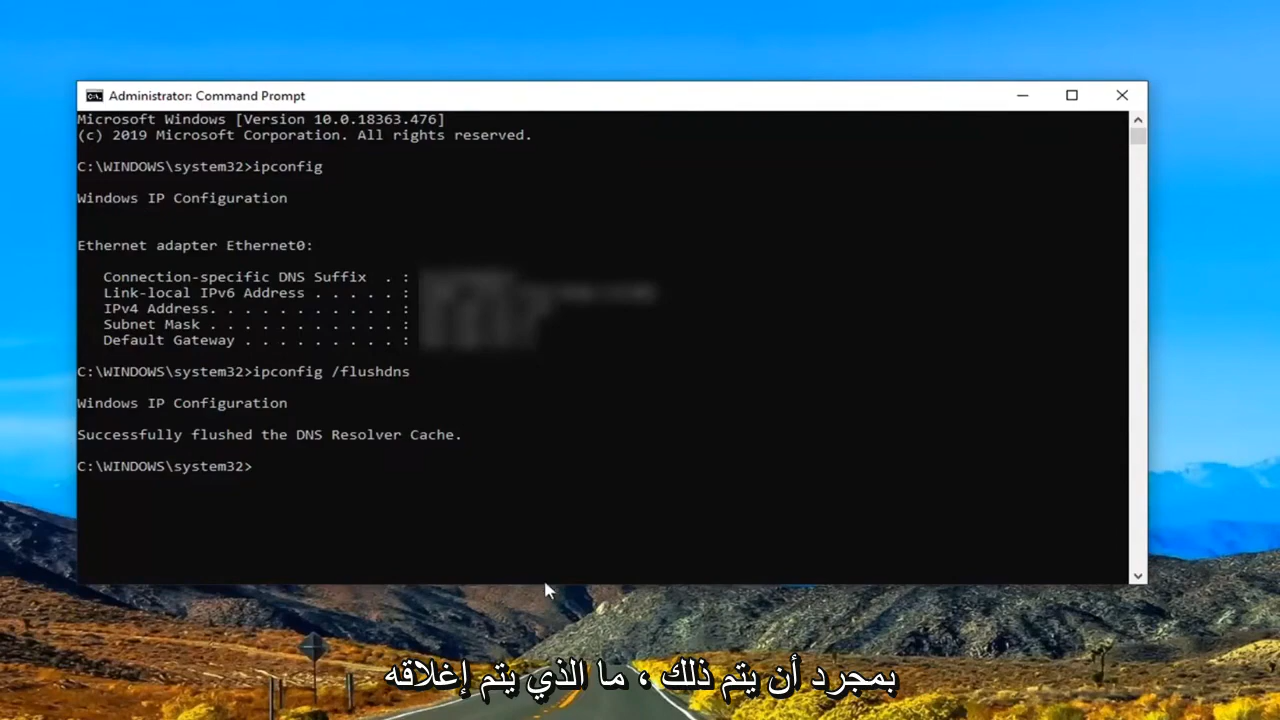 Administrator: Command Prompt
Microsoft Windows [Version 10.0.18363.476]
(c) 2019 Microsoft Corporation. All rights reserved.
C:\WINDOWS\system32>ipconfig
Windows IP Configuration
Ethernet adapter Ethernet0:
Connection-specific DNS Suffix . :
Link-local IPv6 Address . . . . . :
IPv4 Address. . . . . . . . . . . :
Subnet Mask . . . . . . . . . . . :
Default Gateway . . . . . . . . . :
C:\WINDOWS\system32>ipconfig /flushdns
Windows IP Configuration
Successfully flushed the DNS Resolver Cache.
C:\WINDOWS\system32>
بمجرد أن يتم ذلك ، ما الذي يتم إغلاقه